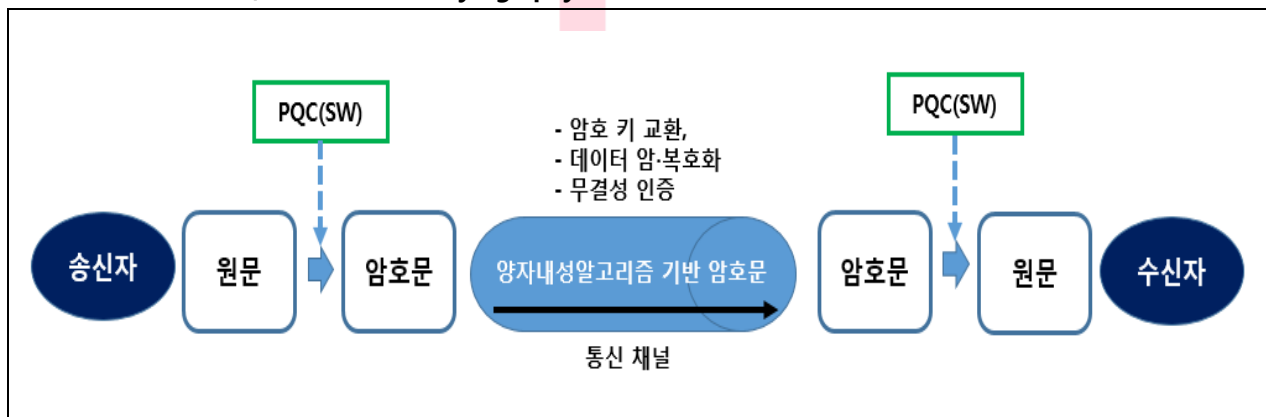 PQC(SW)
PQC(SW)
- 암호 키 교환,
- 데이터 암·복호화
- 무결성 인증
송신자
원문
암호문
양자내성알고리즘 기반 암호문
암호문
원문
수신자
통신 채널